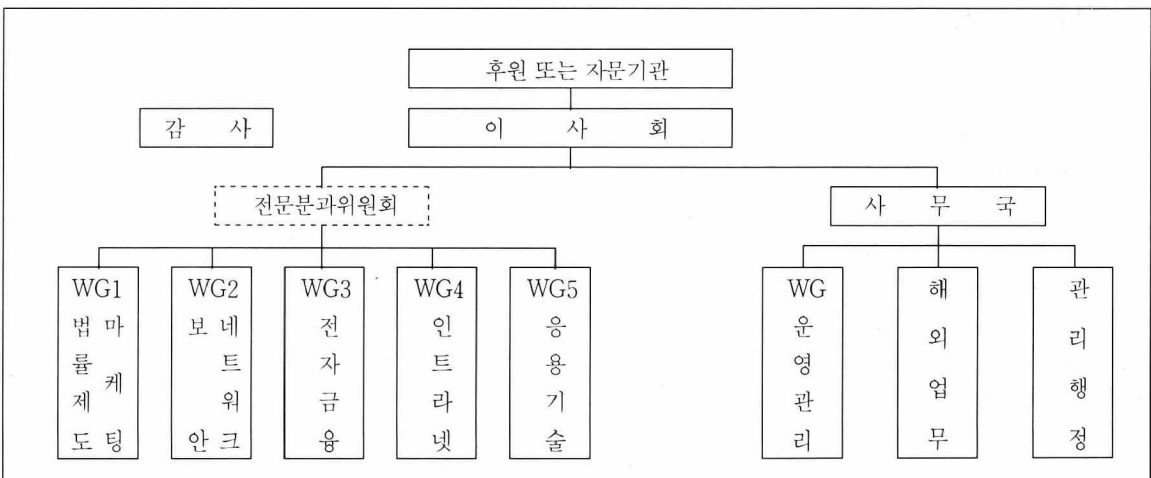 후원 또는 자문기관
감 사
이 사 회
전문분과위원회
사 무 국
WG1
마케팅
법률제도
WG2
네트워크
보안
WG3
전자금융
WG4
인트라넷
WG5
응용기술
WG
운영관리
해외업무
관리행정